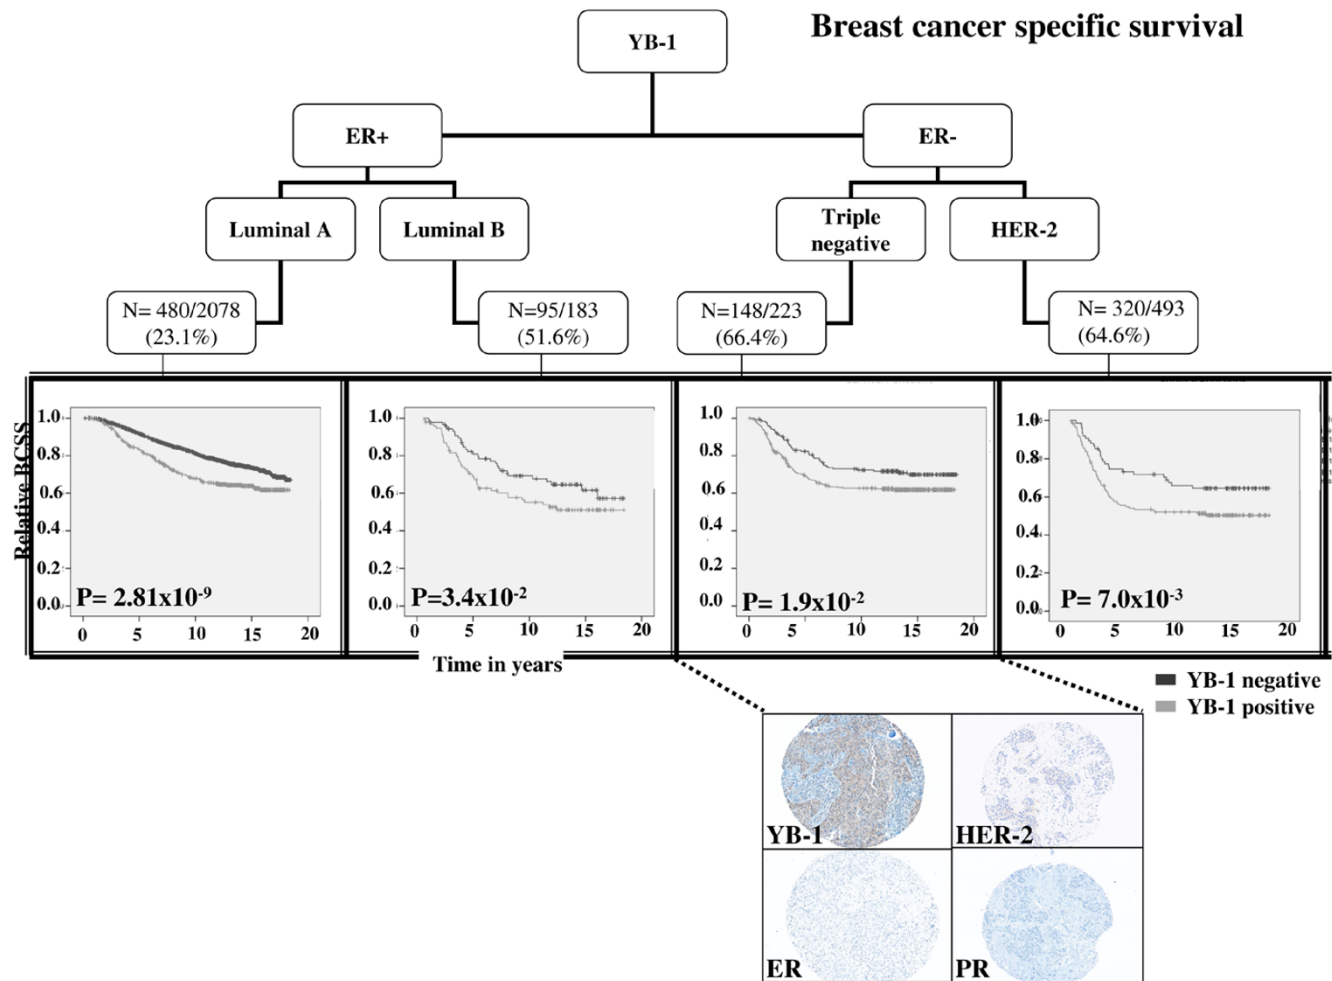 Breast cancer specific survival
YB-1
ER+
ER-
Luminal A
Luminal B
Triple
negative
HER-2
N= 480/2078
(23.1%)
N=95/183
(51.6%)
N=148/223
(66.4%)
N= 320/493
(64.6%)
Relative BCSS
1.0
0.8
0.6
0.4
0.2
0.0
P= 2.81x10-9
0 5 10 15 20
1.0
0.8
0.6
0.4
0.2
0.0
P=3.4x10-2
0 5 10 15 20
1.0
0.8
0.6
0.4
0.2
0.0
P= 1.9x10-2
0 5 10 15 20
1.0
0.8
0.6
0.4
0.2
0.0
P= 7.0x10-3
0 5 10 15 20
Time in years
YB-1 negative
YB-1 positive
YB-1
HER-2
ER
PR